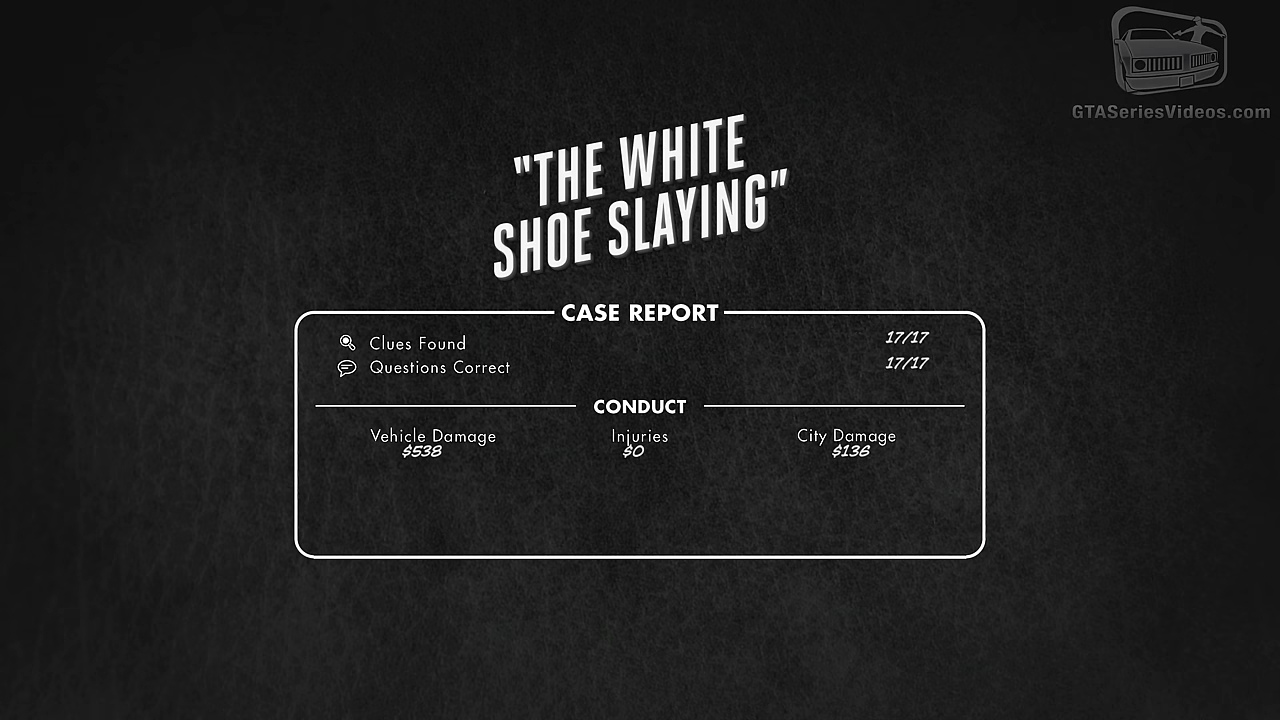 GTASeriesVideos.com
"THE WHITE
SHOE SLAYING"
CASE REPORT
Clues Found 17/17
Questions Correct 17/17
CONDUCT
Vehicle Damage Injuries City Damage
$538 $0 $136